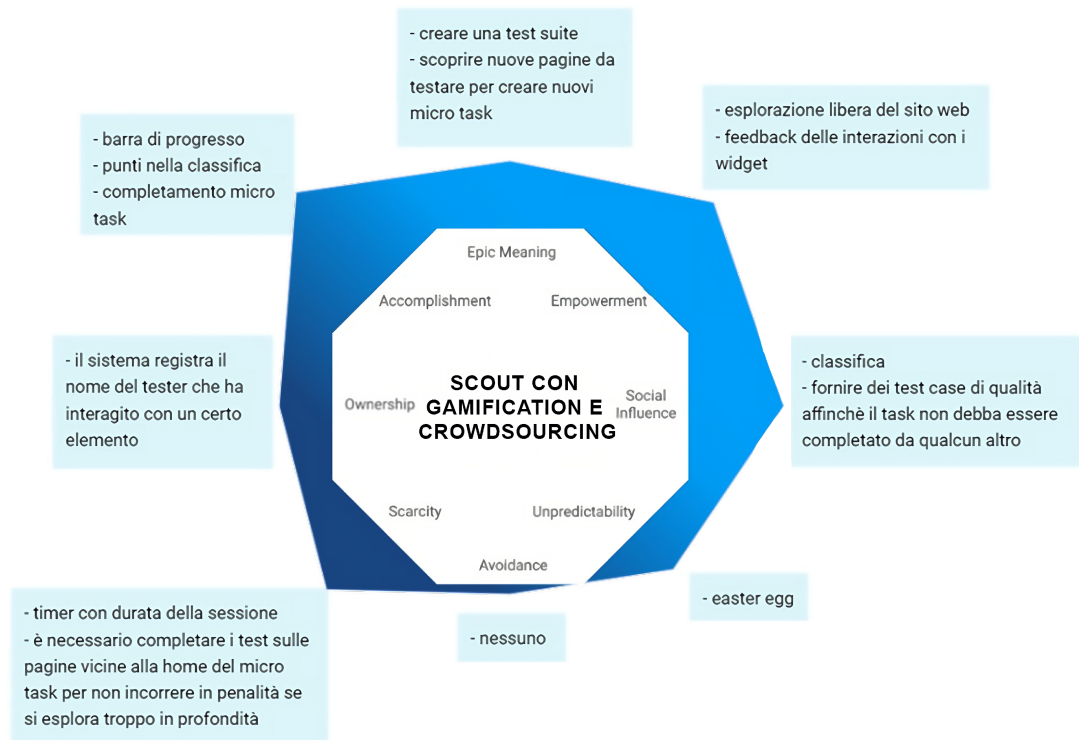 - creare una test suite
- scoprire nuove pagine da
testare per creare nuovi
micro task
- esplorazione libera del sito web
- feedback delle interazioni con i
widget
- barra di progresso
- punti nella classifica
- completamento micro
task
Epic Meaning
Accomplishment
Empowerment
- il sistema registra il
nome del tester che ha
interagito con un certo
elemento
Ownership
SCOUT CON
GAMIFICATION E
CROWDSOURCING
Social
Influence
- classifica
- fornire dei test case di qualità
affinchè il task non debba essere
completato da qualcun altro
Scarcity
Unpredictability
Avoidance
- timer con durata della sessione
- è necessario completare i test sulle
pagine vicine alla home del micro
task per non incorrere in penalità se
si esplora troppo in profondità
- nessuno
- easter egg